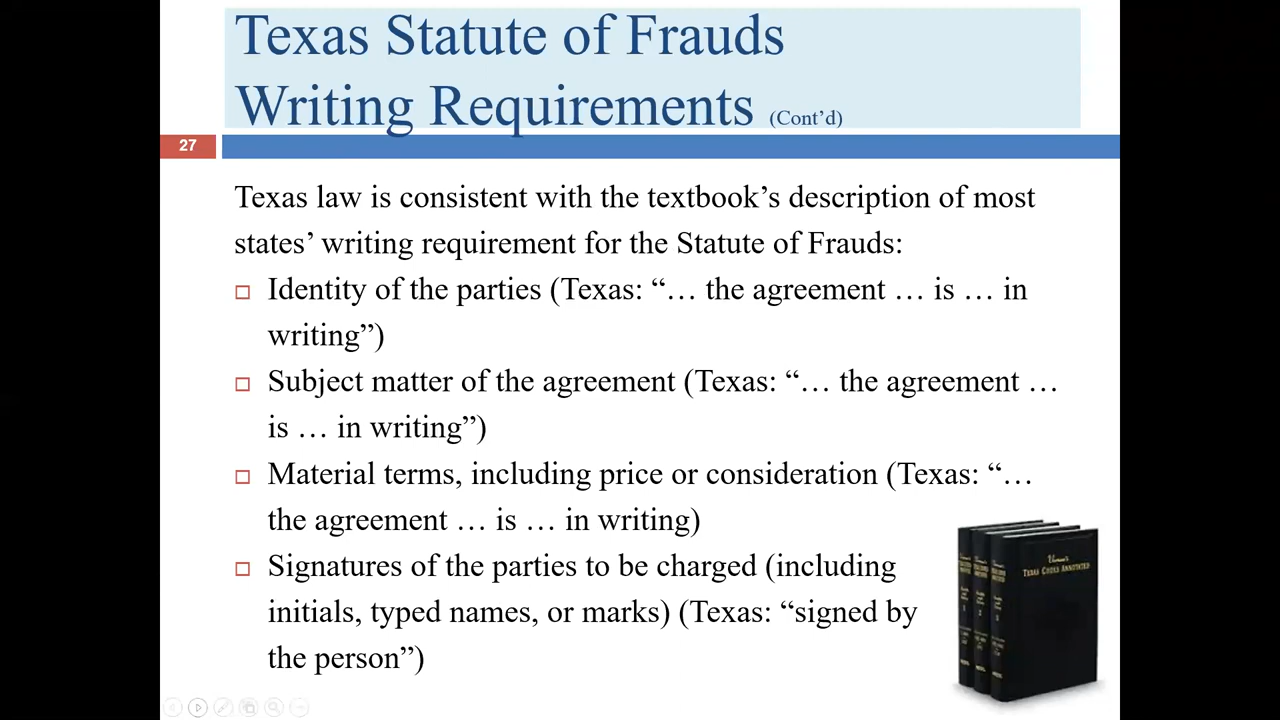 Texas Statute of Frauds
Writing Requirements (Cont’d)
27
Texas law is consistent with the textbook’s description of most
states’ writing requirement for the Statute of Frauds:
Identity of the parties (Texas: “… the agreement … is … in
writing”)
Subject matter of the agreement (Texas: “… the agreement …
is … in writing”)
Material terms, including price or consideration (Texas: “…
the agreement … is … in writing)
Signatures of the parties to be charged (including
initials, typed names, or marks) (Texas: “signed by
the person”)
Vernon's
TEXAS CODES ANNOTATED